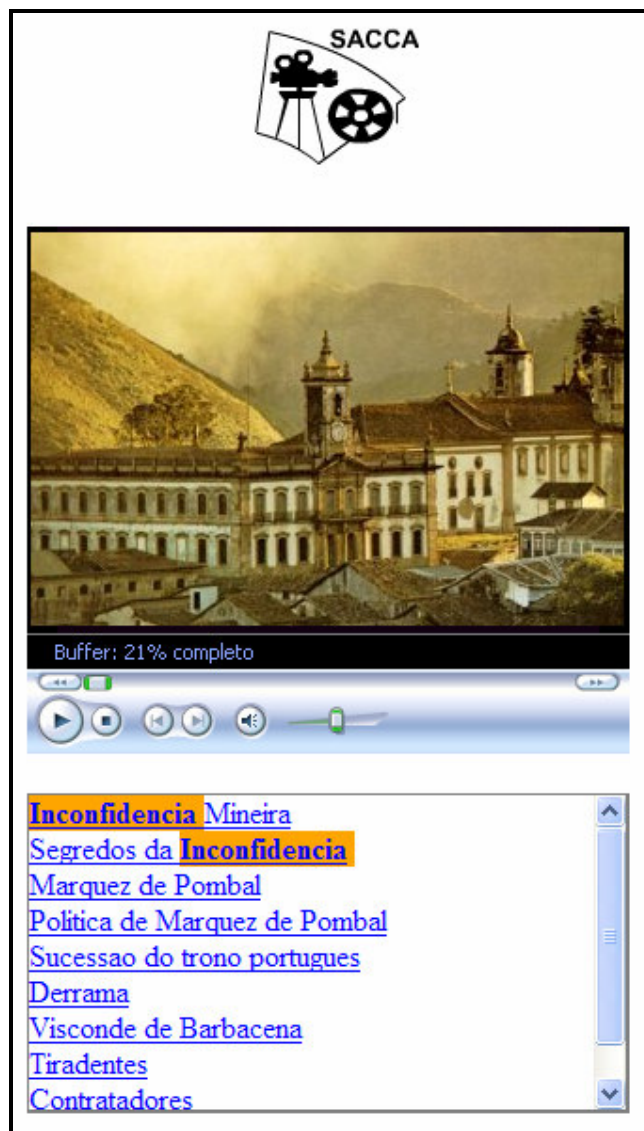 SACCA
Buffer: 21% completo
Inconfidencia Mineira
Segredos da Inconfidencia
Marquez de Pombal
Politica de Marquez de Pombal
Sucessao do trono portugues
Derrama
Visconde de Barbacena
Tiradentes
Contratadores